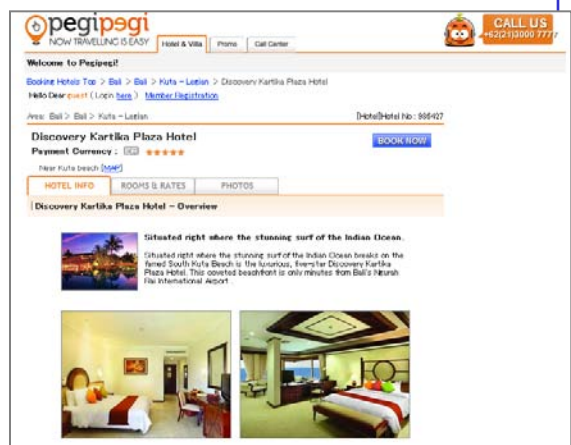 pegipegi
NOW TRAVELLING IS EASY
Hotel & Villa Promo Call Center
CALL US
+62(21)3000 7777
Welcome to Pegipegi!
Booking Hotels Top > Bali > Bali > Kuta - Legian > Discovery Kartika Plaza Hotel
Hello Dear guest ( Login here ) Member Registration
Area: Bali > Bali > Kuta - Legian [Hotel]Hotel No : 986427
Discovery Kartika Plaza Hotel
BOOK NOW
Payment Currency : IDR ★★★★★
Near Kuta beach [MAP]
HOTEL INFO ROOMS & RATES PHOTOS
Discovery Kartika Plaza Hotel - Overview
Situated right where the stunning surf of the Indian Ocean.
Situated right where the stunning surf of the Indian Ocean breaks on the
famed South Kuta Beach is the luxurious, five-star Discovery Kartika
Plaza Hotel. This coveted beachfront is only minutes from Bali's Ngurah
Rai International Airport...